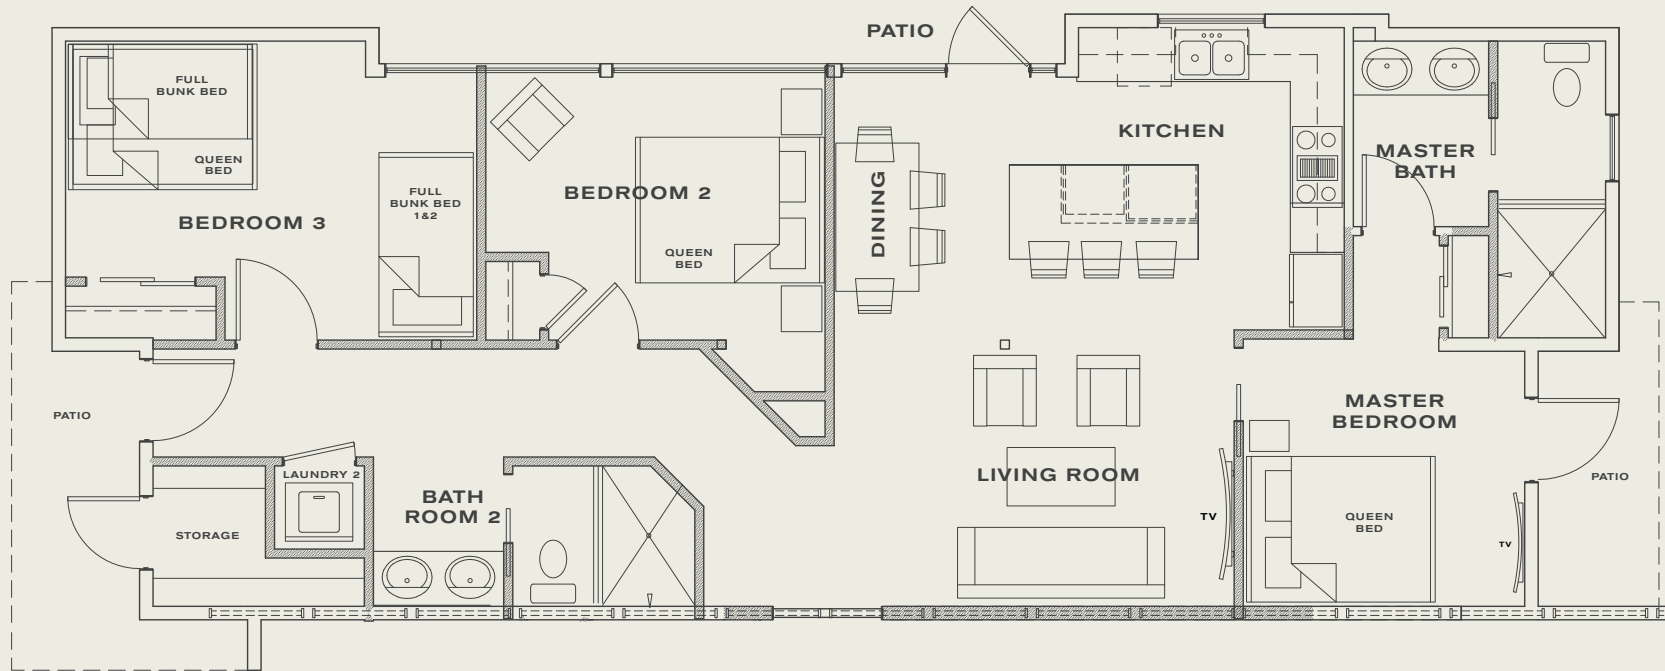 PATIO
FULL
BUNK BED
QUEEN
BED
BEDROOM 3
FULL
BUNK BED
1&2
BEDROOM 2
QUEEN
BED
DINING
KITCHEN
MASTER
BATH
PATIO
LAUNDRY 2
STORAGE
BATH
ROOM 2
LIVING ROOM
TV
MASTER
BEDROOM
QUEEN
BED
TV
PATIO